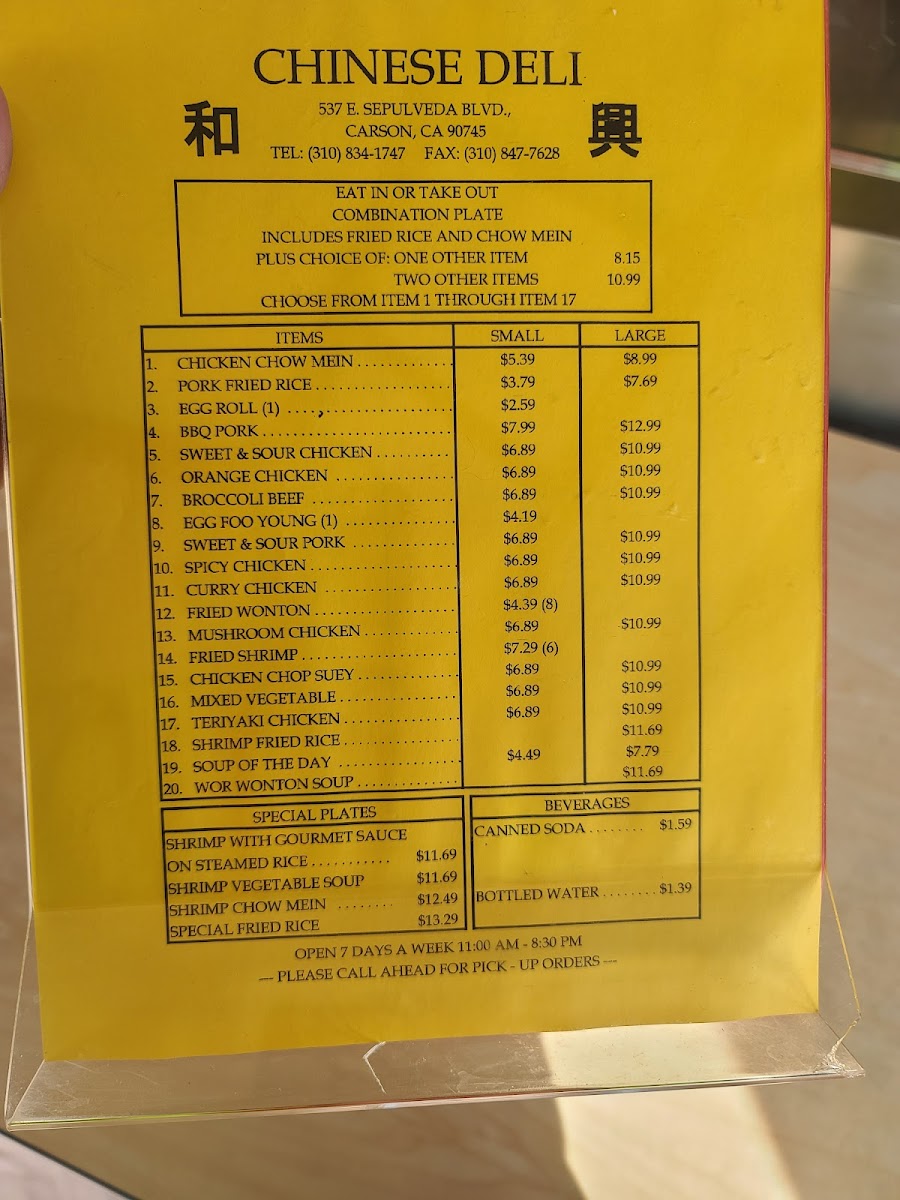 CHINESE DELI
和 興
537 E. SEPULVEDA BLVD.,
CARSON, CA 90745
TEL: (310) 834-1747 FAX: (310) 847-7628
EAT IN OR TAKE OUT
COMBINATION PLATE
INCLUDES FRIED RICE AND CHOW MEIN
PLUS CHOICE OF: ONE OTHER ITEM 8.15
TWO OTHER ITEMS 10.99
CHOOSE FROM ITEM 1 THROUGH ITEM 17
ITEMS SMALL LARGE
1. CHICKEN CHOW MEIN ............. $5.39 $8.99
2. PORK FRIED RICE .................. $3.79 $7.69
3. EGG ROLL (1) ..................... $2.59
4. BBQ PORK ......................... $7.99 $12.99
5. SWEET & SOUR CHICKEN .......... $6.89 $10.99
6. ORANGE CHICKEN ............... $6.89 $10.99
7. BROCCOLI BEEF .................. $6.89 $10.99
8. EGG FOO YOUNG (1) .............. $4.19
9. SWEET & SOUR PORK ............. $6.89 $10.99
10. SPICY CHICKEN ................... $6.89 $10.99
11. CURRY CHICKEN ................. $6.89 $10.99
12. FRIED WONTON ................... $4.39 (8)
13. MUSHROOM CHICKEN ............ $6.89 $10.99
14. FRIED SHRIMP .................... $7.29 (6)
15. CHICKEN CHOP SUEY ............. $6.89 $10.99
16. MIXED VEGETABLE ............... $6.89 $10.99
17. TERIYAKI CHICKEN ............... $6.89 $10.99
18. SHRIMP FRIED RICE ............... $11.69
19. SOUP OF THE DAY ............... $4.49 $7.79
20. WOR WONTON SOUP ............. $11.69
SPECIAL PLATES
SHRIMP WITH GOURMET SAUCE
ON STEAMED RICE ........... $11.69
SHRIMP VEGETABLE SOUP $11.69
SHRIMP CHOW MEIN ........ $12.49
SPECIAL FRIED RICE $13.29
BEVERAGES
CANNED SODA ........ $1.59
BOTTLED WATER ........ $1.39
OPEN 7 DAYS A WEEK 11:00 AM - 8:30 PM
--- PLEASE CALL AHEAD FOR PICK - UP ORDERS ---